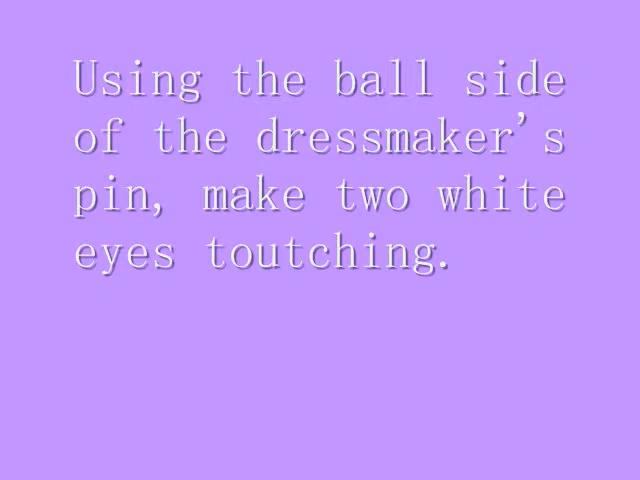 Using the ball side
of the dressmaker's
pin, make two white
eyes toutching.